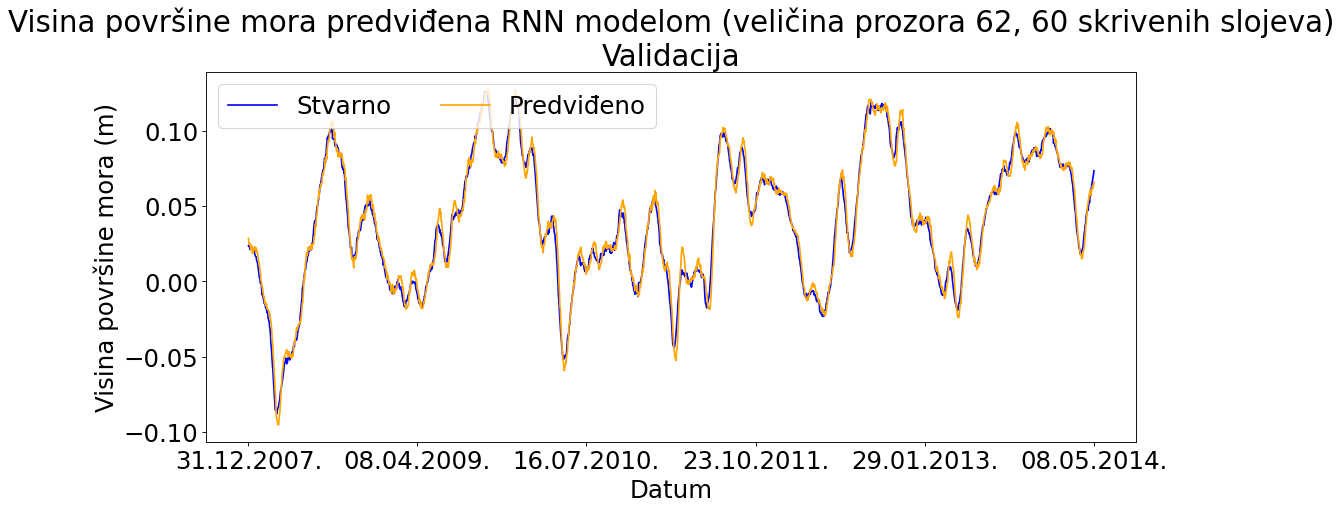 Visina površine mora predviđena RNN modelom (veličina prozora 62, 60 skrivenih slojeva)
Validacija
Stvarno Predviđeno
Visina površine mora (m)
0.10
0.05
0.00
−0.05
−0.10
31.12.2007. 08.04.2009. 16.07.2010. 23.10.2011. 29.01.2013. 08.05.2014.
Datum